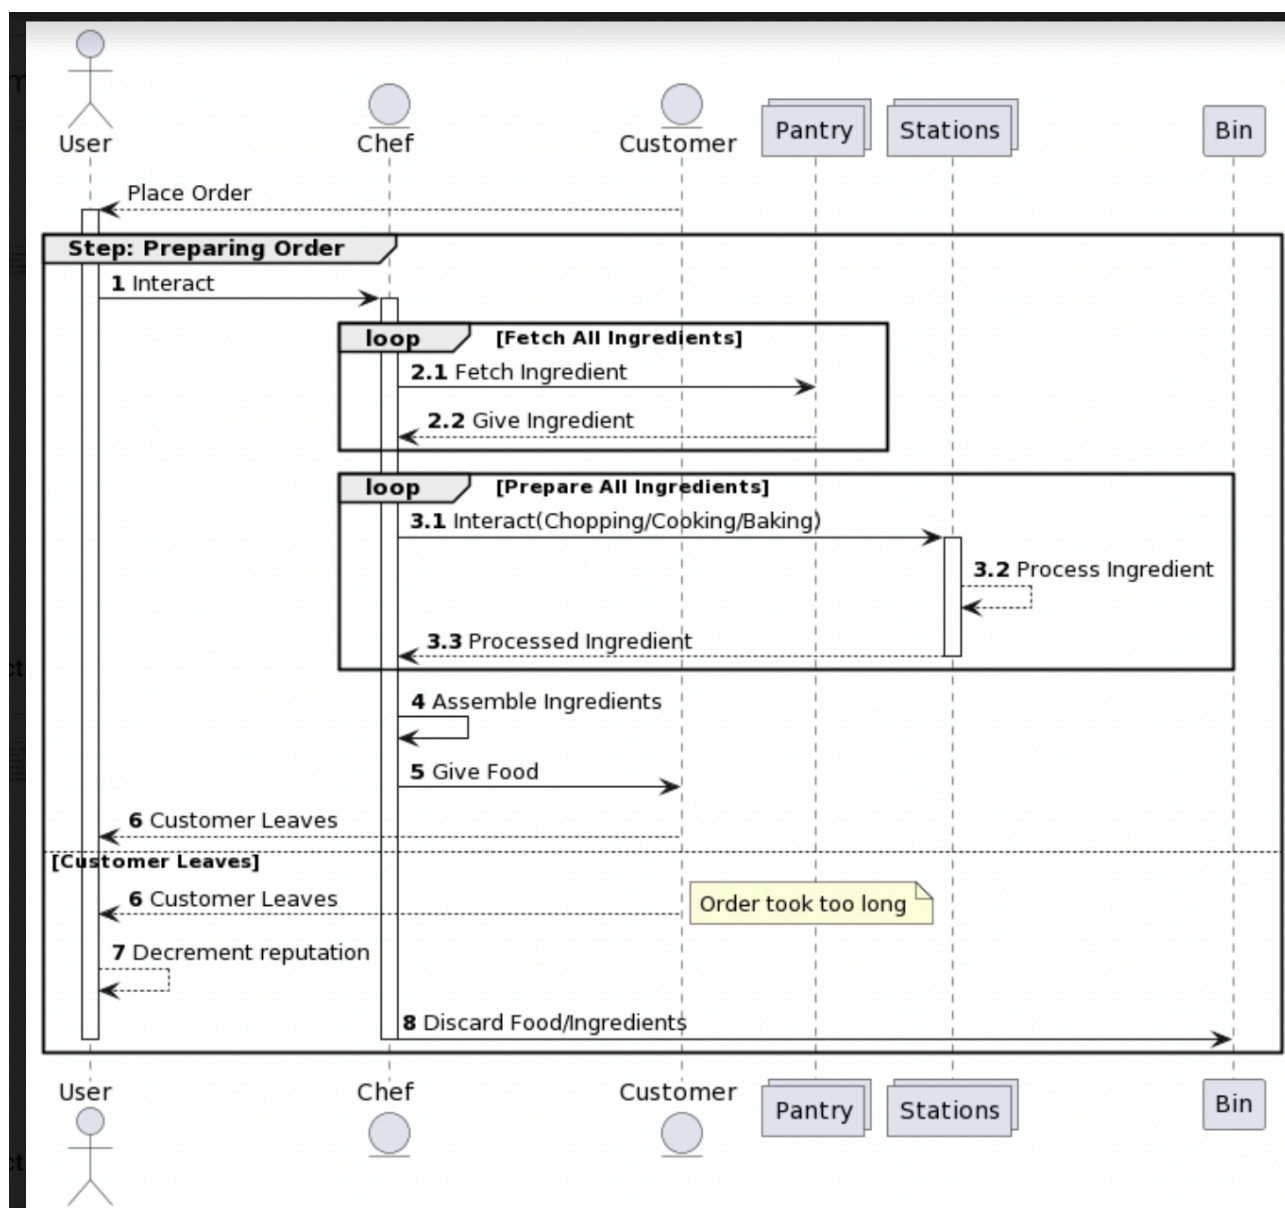 User
Chef
Customer
Pantry
Stations
Bin
Place Order
Step: Preparing Order
1 Interact
loop [Fetch All Ingredients]
2.1 Fetch Ingredient
2.2 Give Ingredient
loop [Prepare All Ingredients]
3.1 Interact(Chopping/Cooking/Baking)
3.2 Process Ingredient
3.3 Processed Ingredient
4 Assemble Ingredients
5 Give Food
6 Customer Leaves
[Customer Leaves]
6 Customer Leaves
Order took too long
7 Decrement reputation
8 Discard Food/Ingredients
User
Chef
Customer
Pantry
Stations
Bin